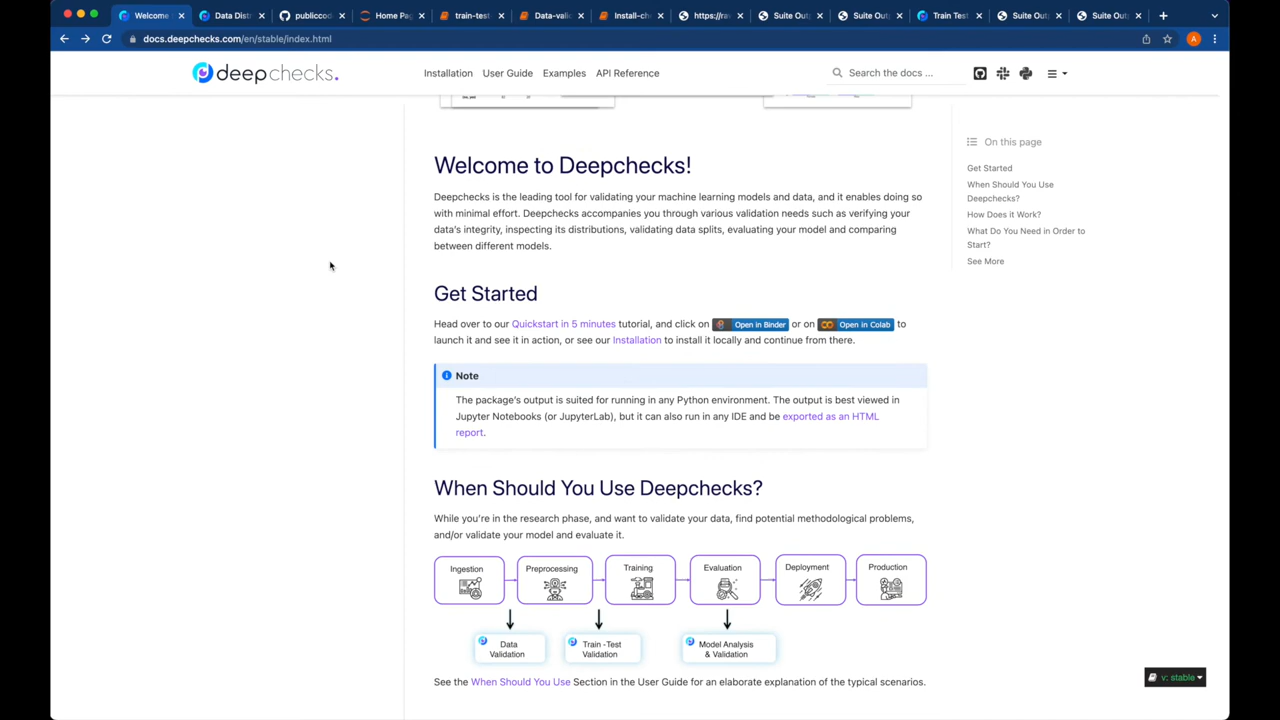 Welcome
Data Dist
publiccod
Home Pag
train-test
Data-valid
Install-che
https://ra
Suite Outp
Suite Outp
Train Test
Suite Outp
Suite Outp
docs.deepchecks.com/en/stable/index.html
A
deepchecks.
Installation
User Guide
Examples
API Reference
Search the docs ...
On this page
Get Started
When Should You Use
Deepchecks?
How Does it Work?
What Do You Need in Order to
Start?
See More
Welcome to Deepchecks!
Deepchecks is the leading tool for validating your machine learning models and data, and it enables doing so
with minimal effort. Deepchecks accompanies you through various validation needs such as verifying your
data's integrity, inspecting its distributions, validating data splits, evaluating your model and comparing
between different models.
Get Started
Head over to our Quickstart in 5 minutes tutorial, and click on Open in Binder or on Open in Colab to
launch it and see it in action, or see our Installation to install it locally and continue from there.
Note
The package's output is suited for running in any Python environment. The output is best viewed in
Jupyter Notebooks (or JupyterLab), but it can also run in any IDE and be exported as an HTML
report.
When Should You Use Deepchecks?
While you're in the research phase, and want to validate your data, find potential methodological problems,
and/or validate your model and evaluate it.
Ingestion
Preprocessing
Training
Evaluation
Deployment
Production
Data
Validation
Train -Test
Validation
Model Analysis
& Validation
See the When Should You Use Section in the User Guide for an elaborate explanation of the typical scenarios.
v: stable